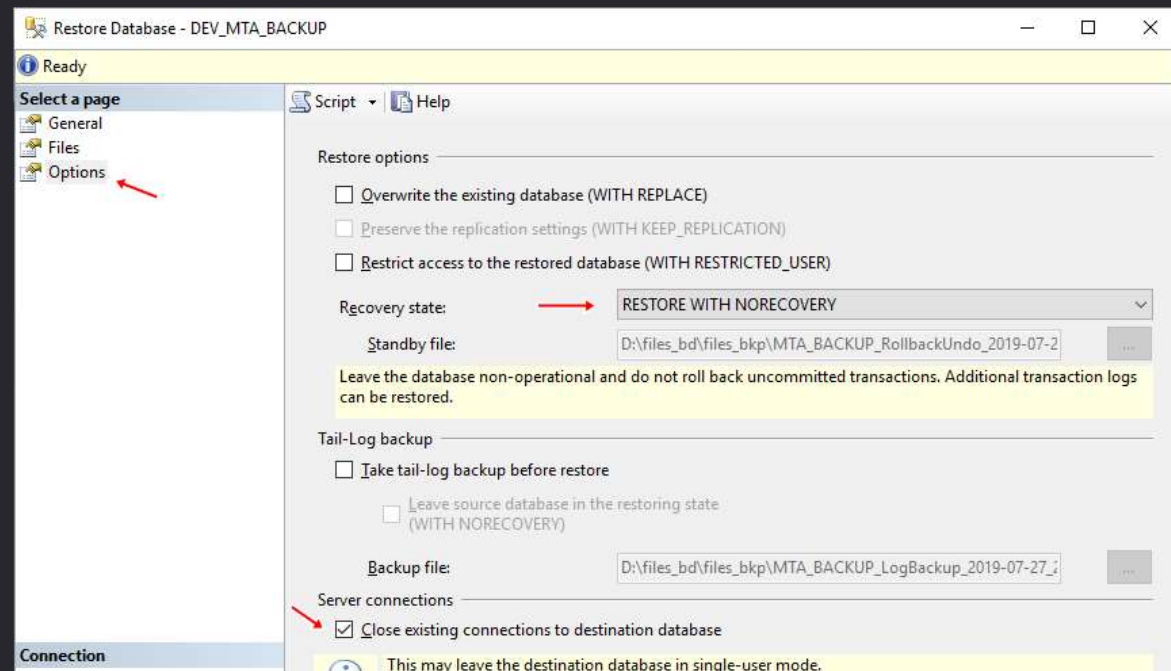 Restore Database - DEV_MTA_BACKUP
Ready
Select a page
General
Files
Options
Script
Help
Restore options
Overwrite the existing database (WITH REPLACE)
Preserve the replication settings (WITH KEEP_REPLICATION)
Restrict access to the restored database (WITH RESTRICTED_USER)
Recovery state:
RESTORE WITH NORECOVERY
Standby file:
D:\files_bd\files_bkp\MTA_BACKUP_RollbackUndo_2019-07-2
...
Leave the database non-operational and do not roll back uncommitted transactions. Additional transaction logs
can be restored.
Tail-Log backup
Take tail-log backup before restore
Leave source database in the restoring state
(WITH NORECOVERY)
Backup file:
D:\files_bd\files_bkp\MTA_BACKUP_LogBackup_2019-07-27_2
...
Server connections
Close existing connections to destination database
This may leave the destination database in single-user mode.
Connection